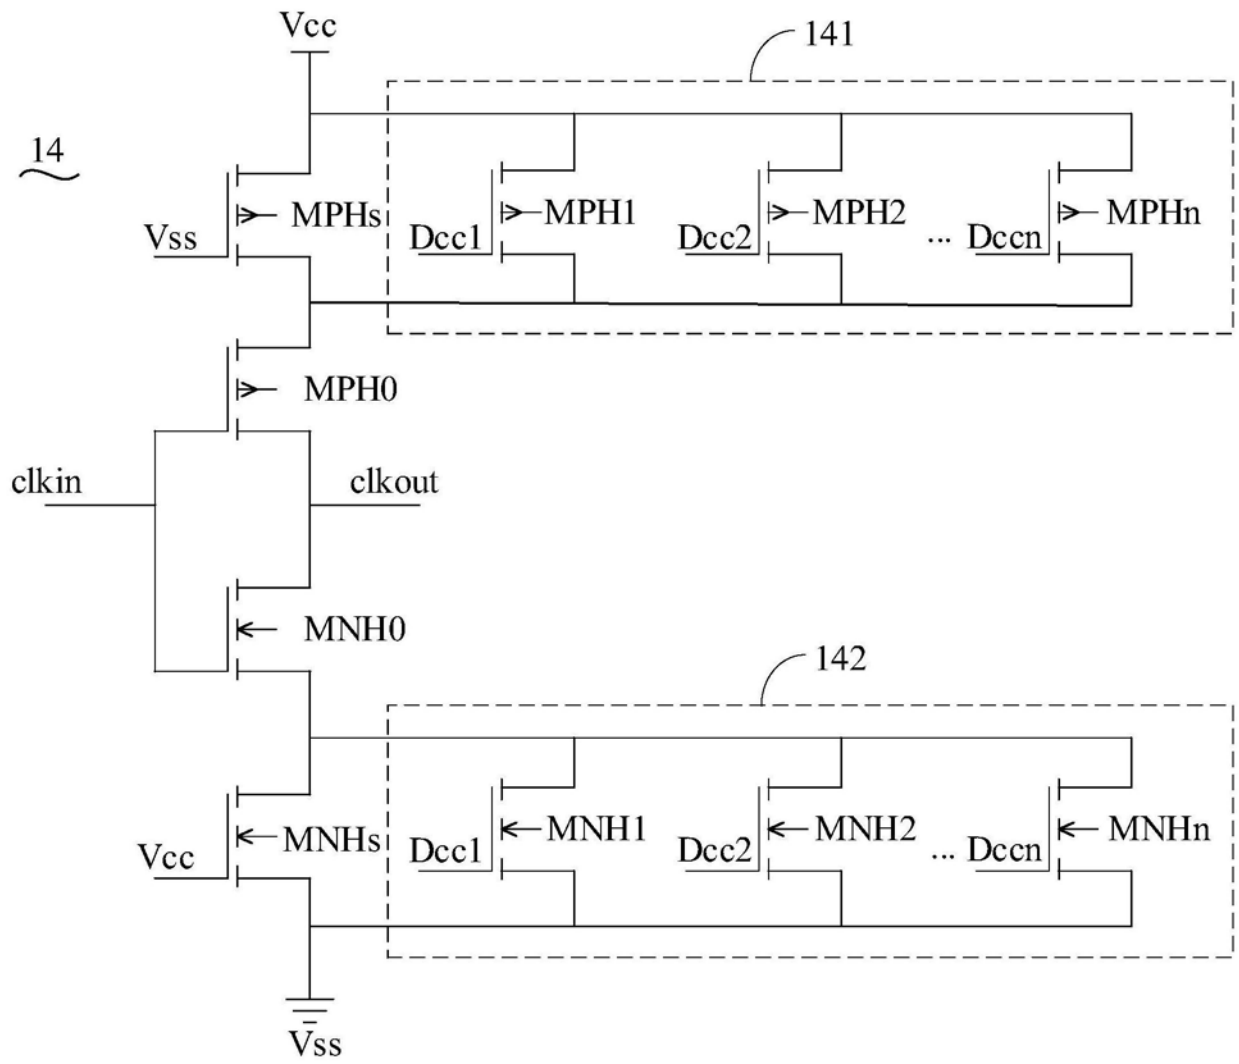 Vcc
141
14
MPHs
MPH1
MPH2
MPHn
Vss
Dcc1
Dcc2
... Dccn
MPH0
clkin
clkout
MNH0
142
MNHs
MNH1
MNH2
MNHn
Vcc
Dcc1
Dcc2
... Dccn
Vss